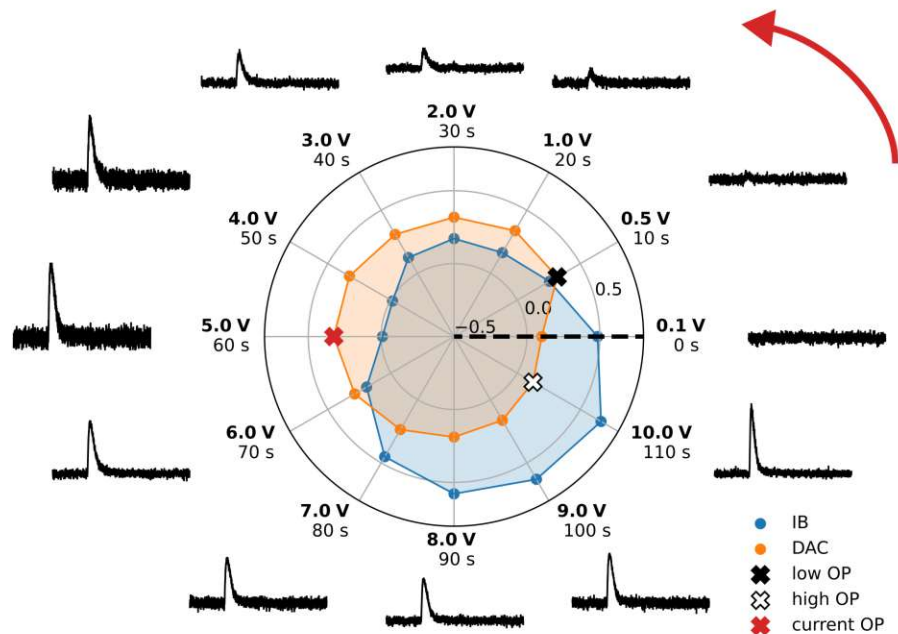 2.0 V
30 s
3.0 V
40 s
1.0 V
20 s
4.0 V
50 s
0.5 V
10 s
0.5
0.0
−0.5
5.0 V
60 s
0.1 V
0 s
6.0 V
70 s
10.0 V
110 s
7.0 V
80 s
9.0 V
100 s
8.0 V
90 s
IB
DAC
low OP
high OP
current OP